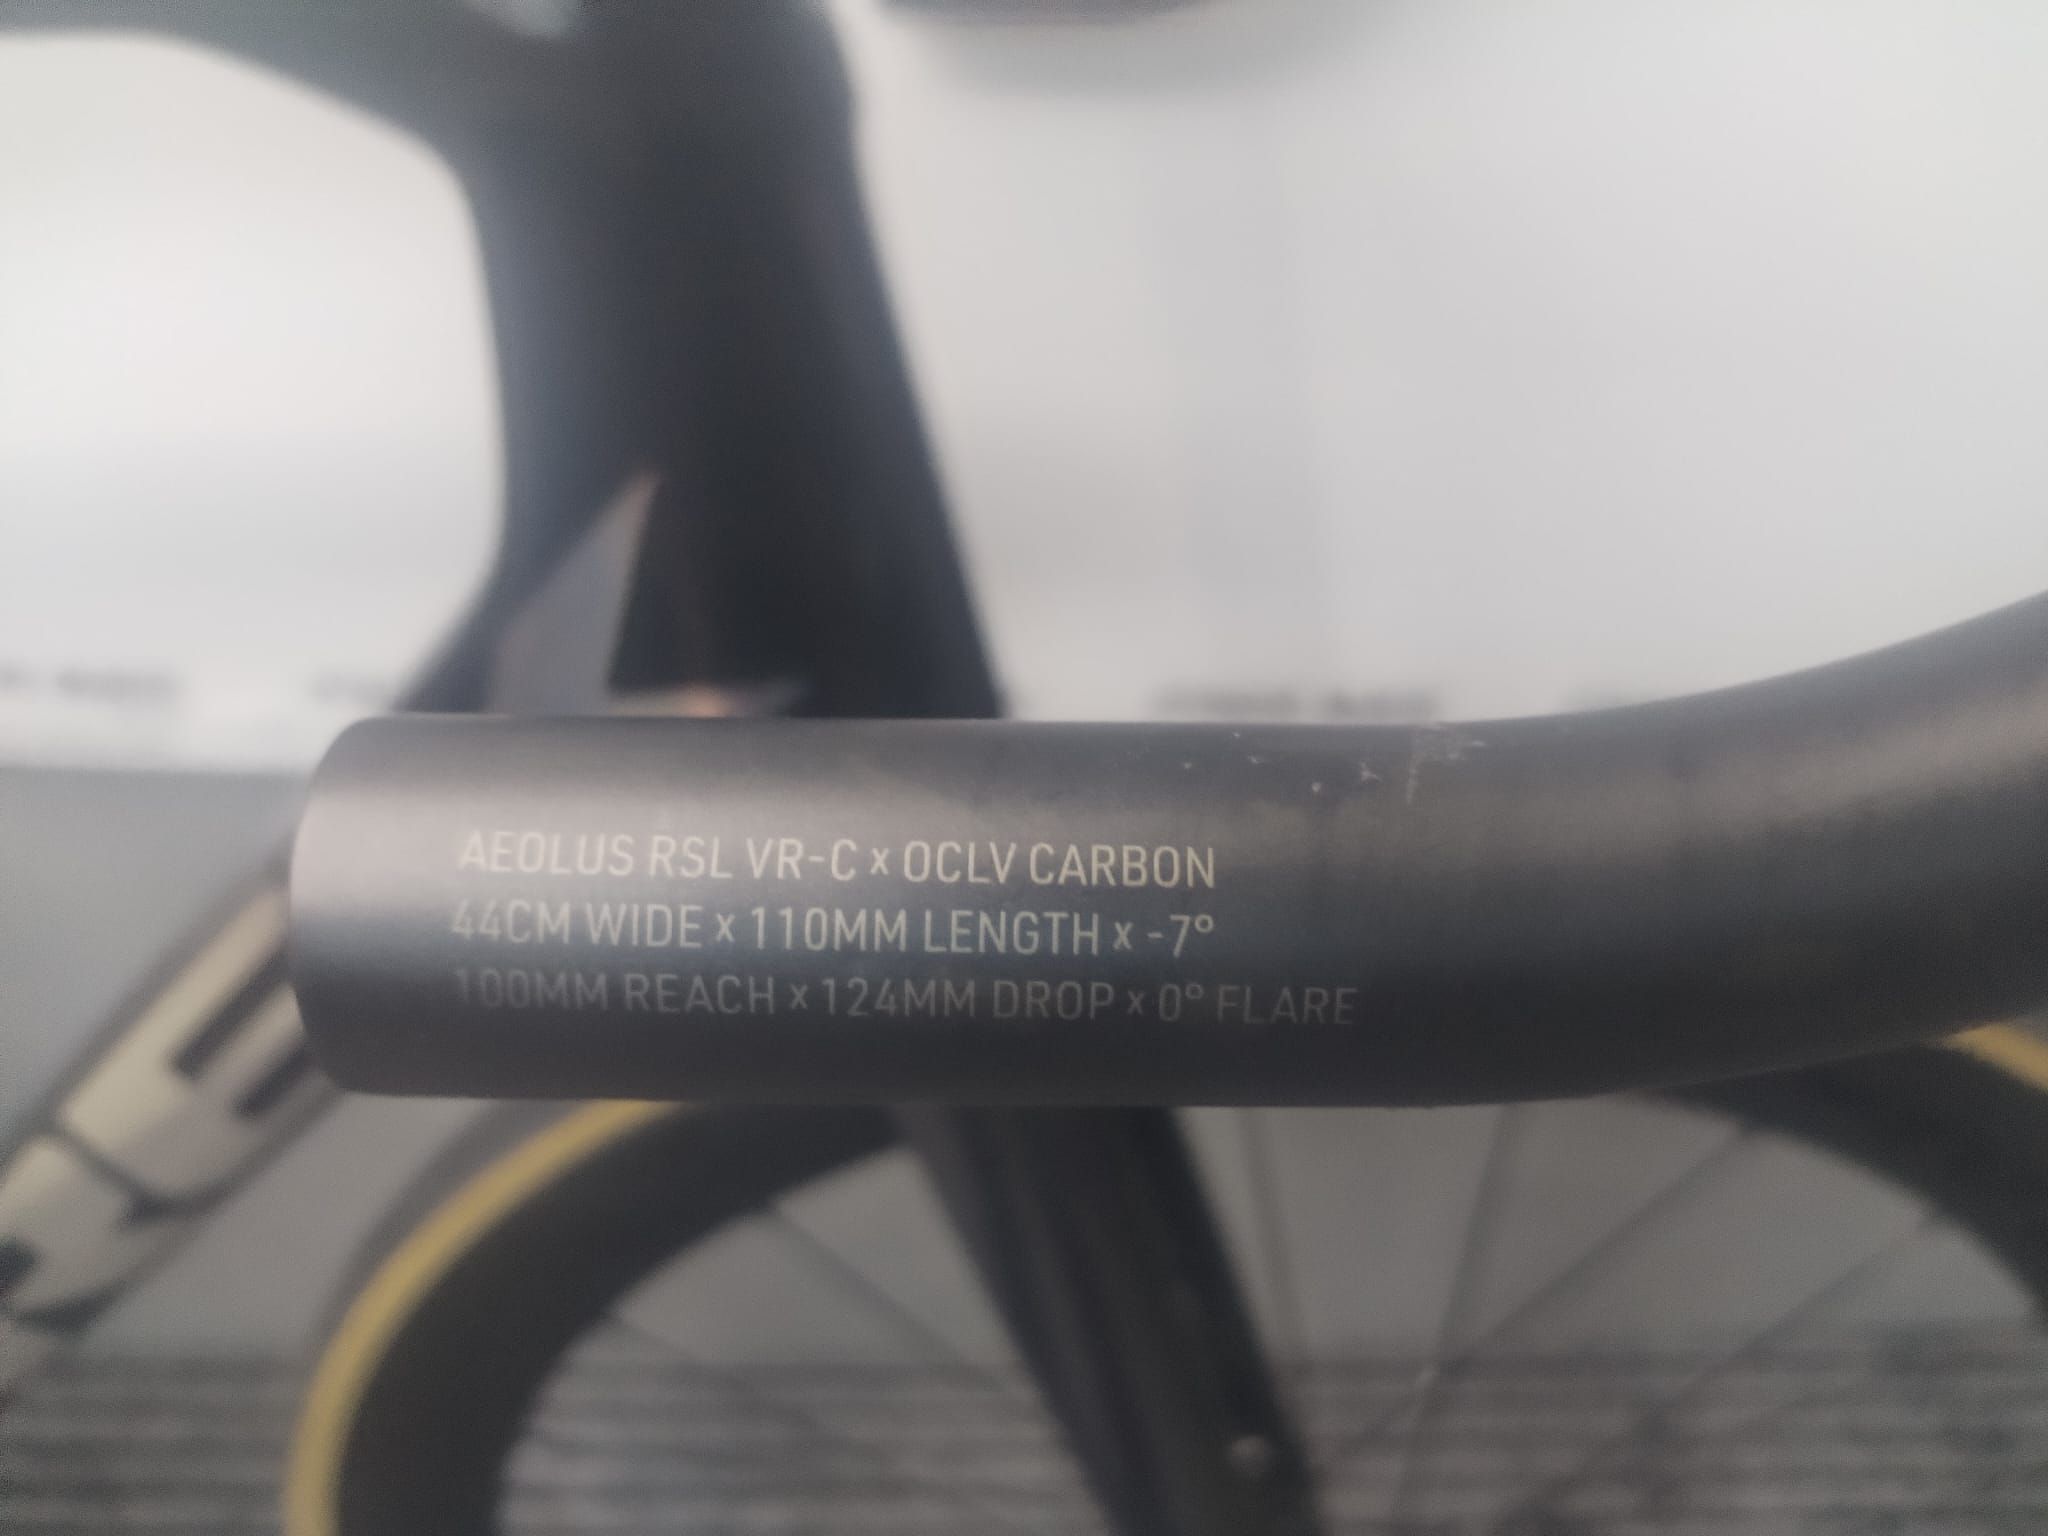 AEOLUS RSL VR-C x OCLV CARBON
44CM WIDE x 110MM LENGTH x -7°
100MM REACH x 124MM DROP x 0° FLARE